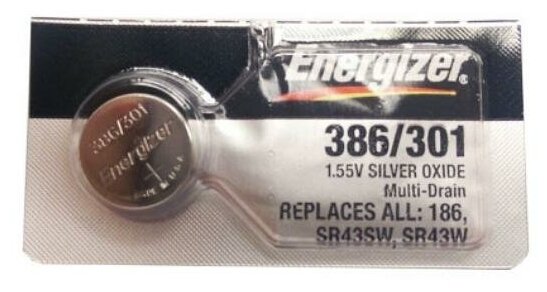 Energizer®
386/301
1.55V SILVER OXIDE
Multi-Drain
REPLACES ALL: 186,
SR43SW, SR43W
386/301
Energizer